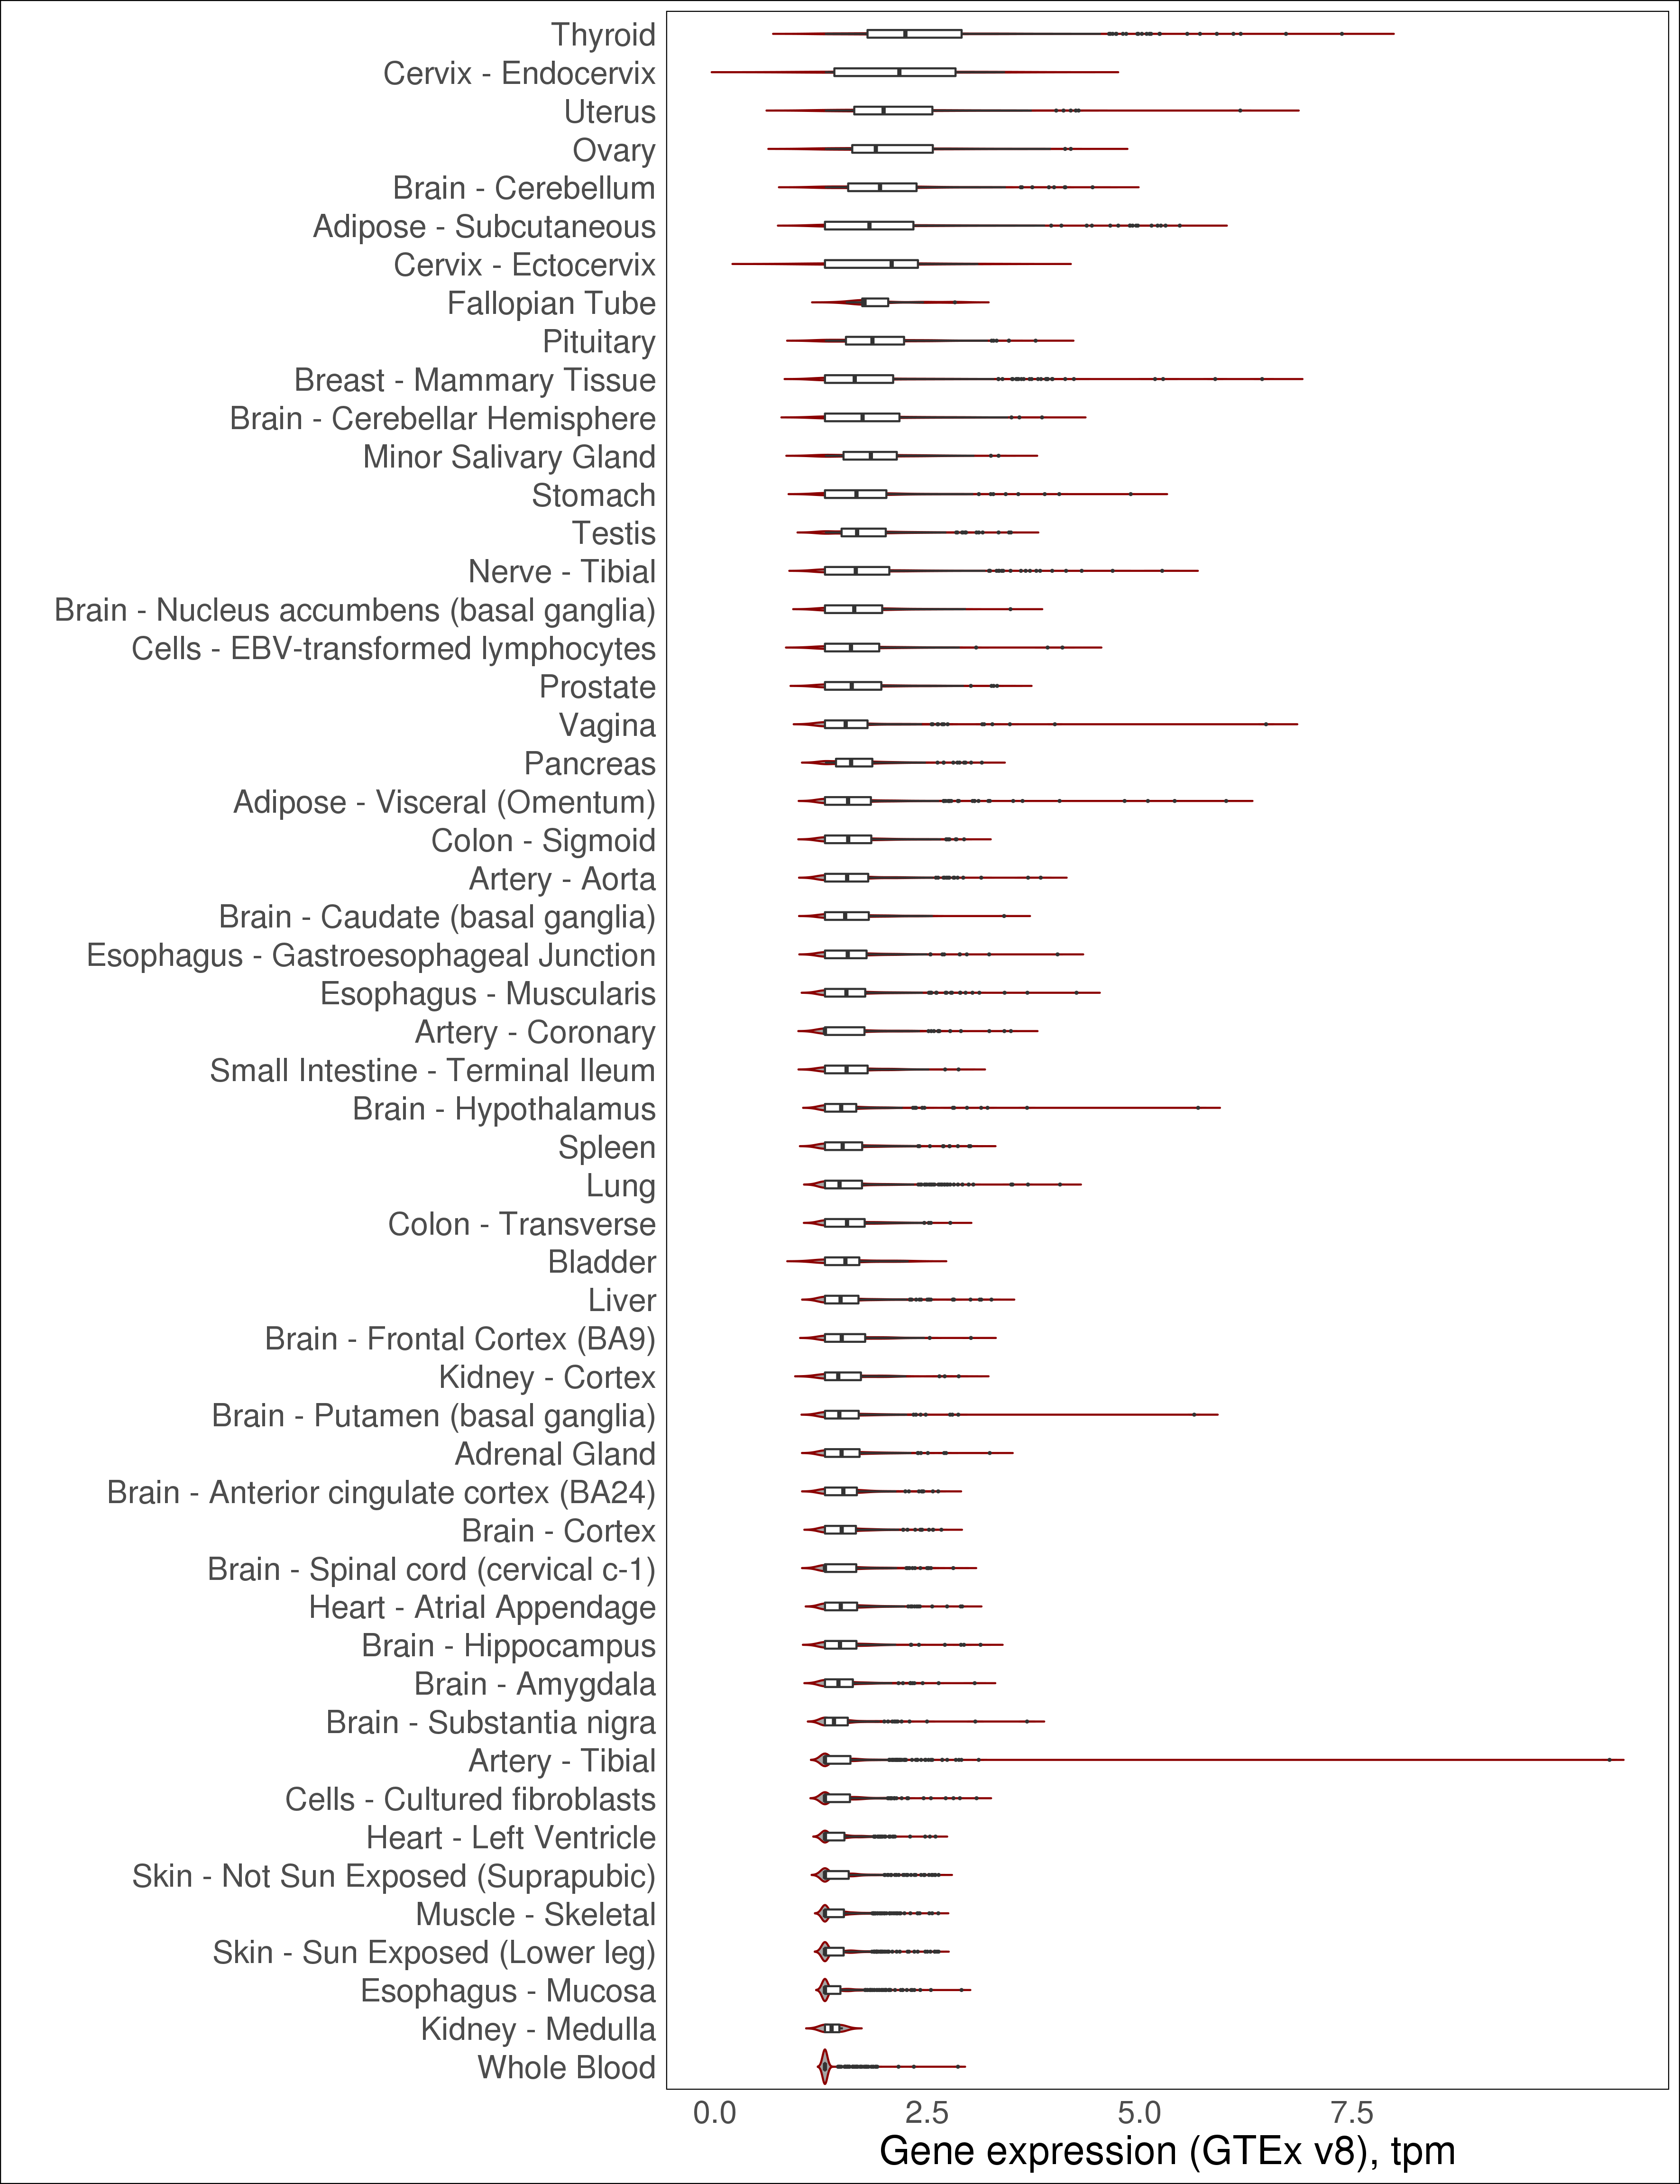 Thyroid
Cervix - Endocervix
Uterus
Ovary
Brain - Cerebellum
Adipose - Subcutaneous
Cervix - Ectocervix
Fallopian Tube
Pituitary
Breast - Mammary Tissue
Brain - Cerebellar Hemisphere
Minor Salivary Gland
Stomach
Testis
Nerve - Tibial
Brain - Nucleus accumbens (basal ganglia)
Cells - EBV-transformed lymphocytes
Prostate
Vagina
Pancreas
Adipose - Visceral (Omentum)
Colon - Sigmoid
Artery - Aorta
Brain - Caudate (basal ganglia)
Esophagus - Gastroesophageal Junction
Esophagus - Muscularis
Artery - Coronary
Small Intestine - Terminal Ileum
Brain - Hypothalamus
Spleen
Lung
Colon - Transverse
Bladder
Liver
Brain - Frontal Cortex (BA9)
Kidney - Cortex
Brain - Putamen (basal ganglia)
Adrenal Gland
Brain - Anterior cingulate cortex (BA24)
Brain - Cortex
Brain - Spinal cord (cervical c-1)
Heart - Atrial Appendage
Brain - Hippocampus
Brain - Amygdala
Brain - Substantia nigra
Artery - Tibial
Cells - Cultured fibroblasts
Heart - Left Ventricle
Skin - Not Sun Exposed (Suprapubic)
Muscle - Skeletal
Skin - Sun Exposed (Lower leg)
Esophagus - Mucosa
Kidney - Medulla
Whole Blood
0.0 2.5 5.0 7.5
Gene expression (GTEx v8), tpm